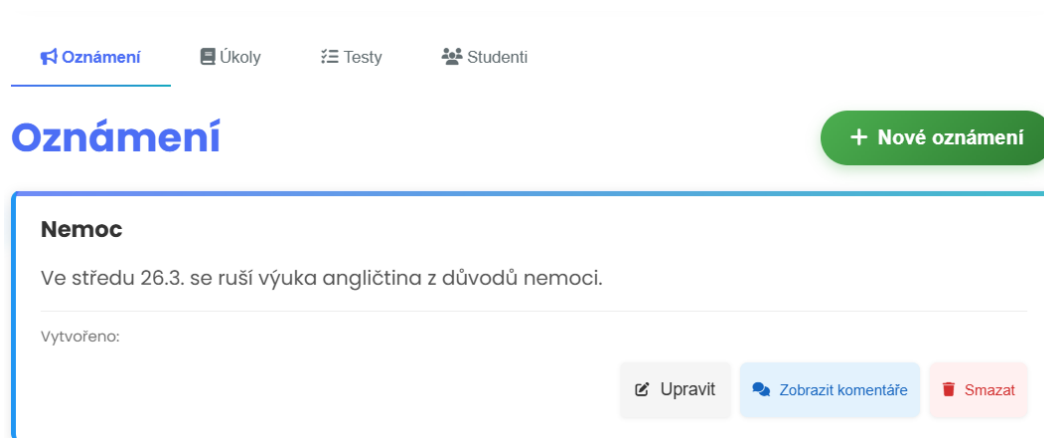 Oznámení Úkoly Testy Studenti
Oznámení
+ Nové oznámení
Nemoc
Ve středu 26.3. se ruší výuka angličtina z důvodů nemoci.
Vytvořeno:
Upravit Zobrazit komentáře Smazat